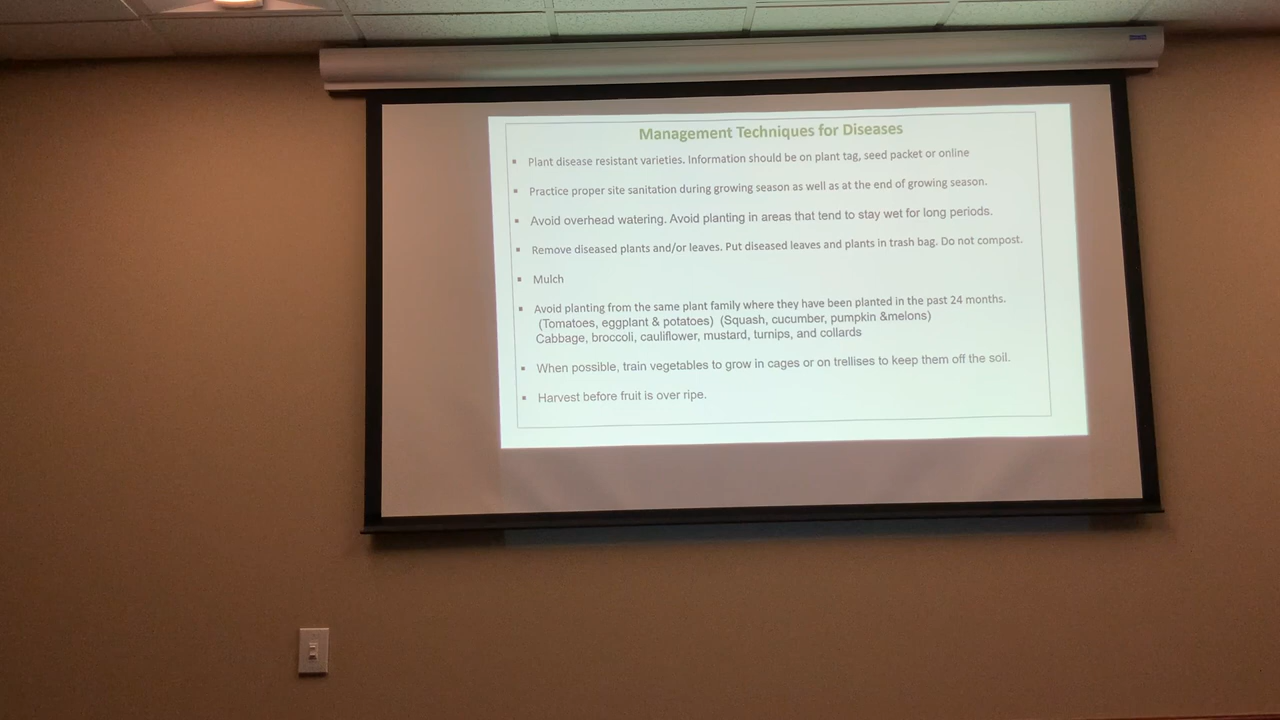 Management Techniques for Diseases
▪ Plant disease resistant varieties. Information should be on plant tag, seed packet or online
▪ Practice proper site sanitation during growing season as well as at the end of growing season.
▪ Avoid overhead watering. Avoid planting in areas that tend to stay wet for long periods.
▪ Remove diseased plants and/or leaves. Put diseased leaves and plants in trash bag. Do not compost.
▪ Mulch
▪ Avoid planting from the same plant family where they have been planted in the past 24 months.
(Tomatoes, eggplant & potatoes) (Squash, cucumber, pumpkin &melons)
Cabbage, broccoli, cauliflower, mustard, turnips, and collards
▪ When possible, train vegetables to grow in cages or on trellises to keep them off the soil.
▪ Harvest before fruit is over ripe.